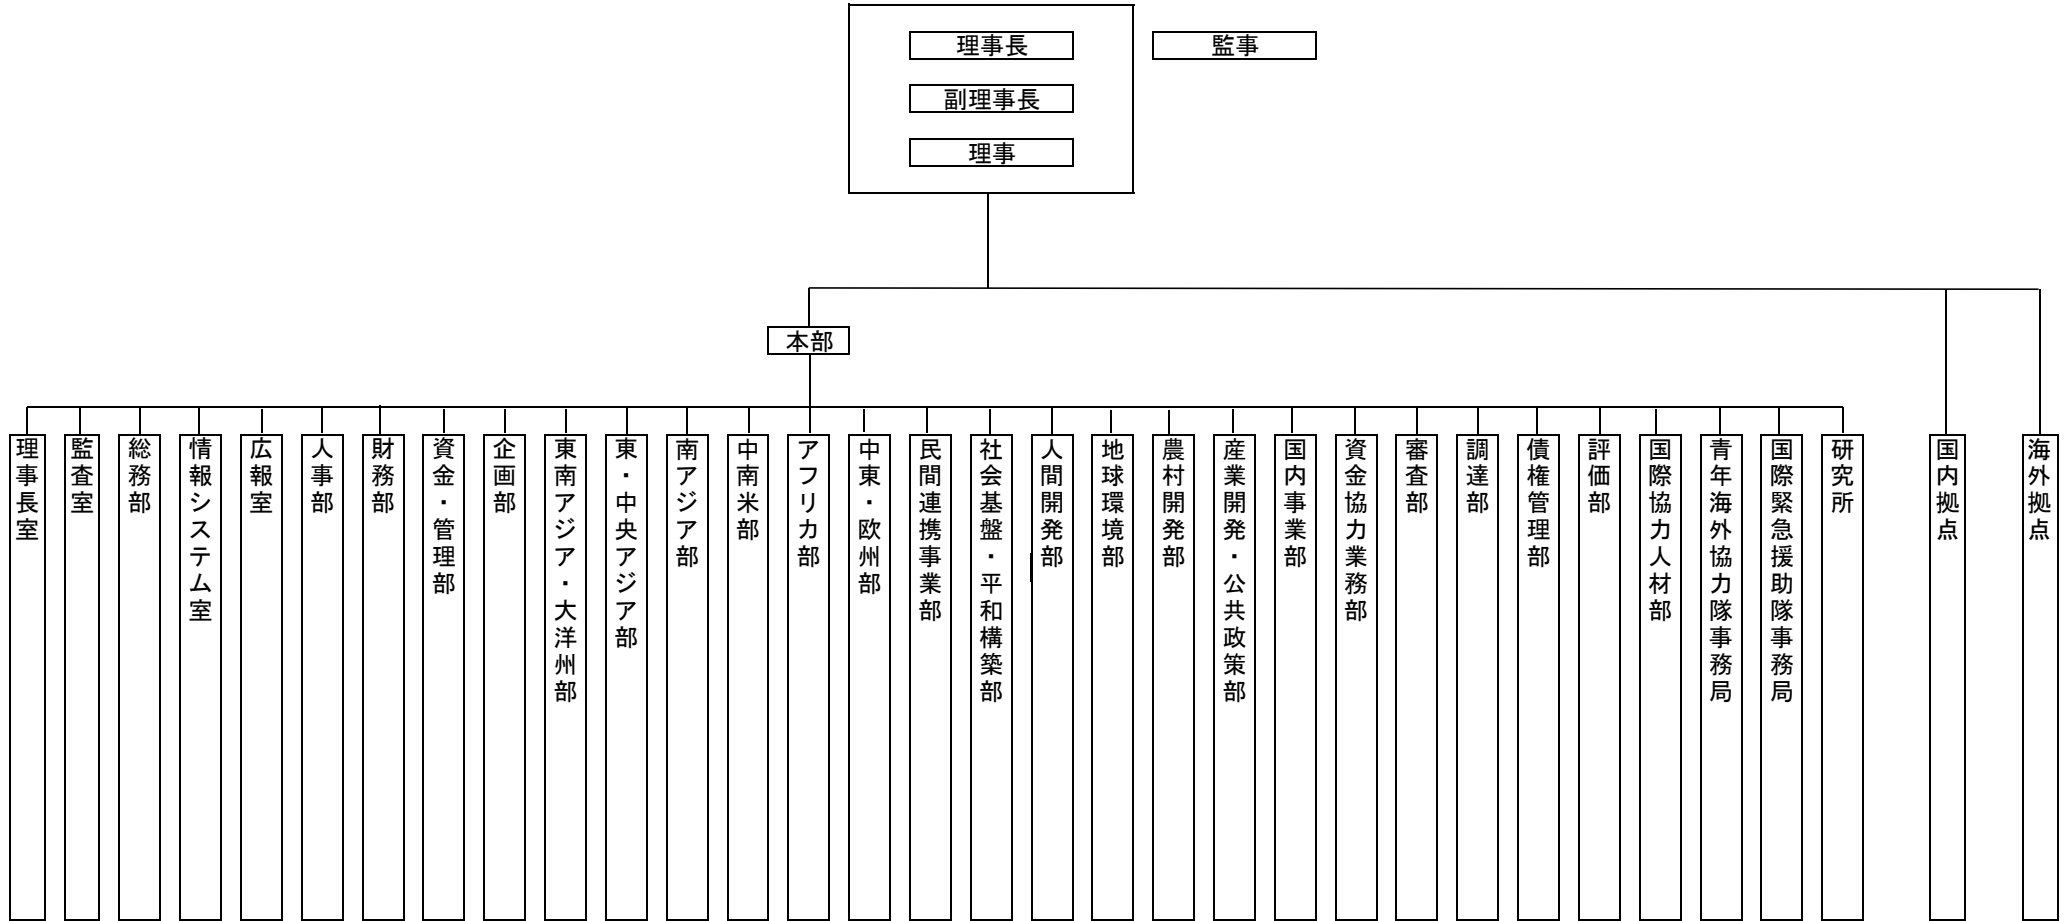 理事長
監事
副理事長
理事
本部
理事長室
監査室
総務部
情報システム室
広報室
人事部
財務部
資金・管理部
企画部
東南アジア・大洋州部
東・中央アジア部
南アジア部
中南米部
アフリカ部
中東・欧州部
民間連携事業部
社会基盤・平和構築部
人間開発部
地球環境部
農村開発部
産業開発・公共政策部
国内事業部
資金協力業務部
審査部
調達部
債権管理部
評価部
国際協力人材部
青年海外協力隊事務局
国際緊急援助隊事務局
研究所
国内拠点
海外拠点